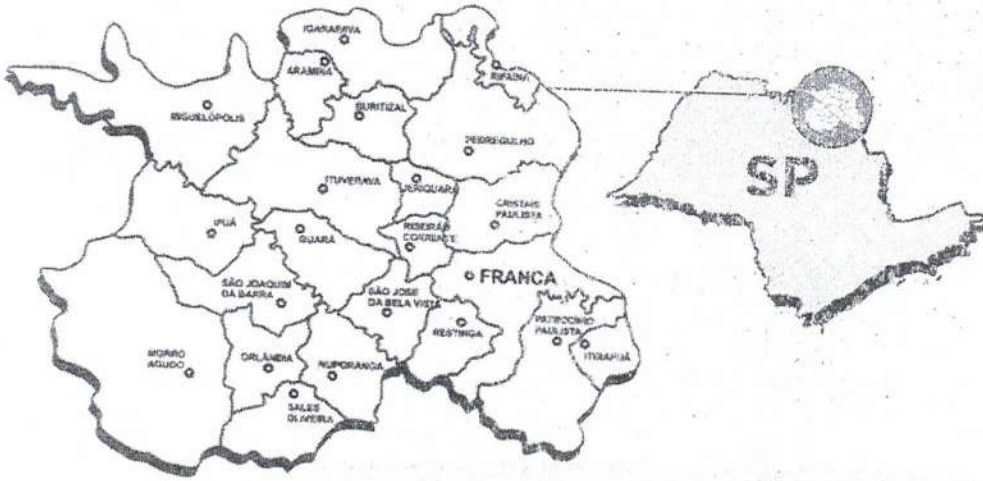 IGARAPAVA
ARAMINA
RIFAINA
MIGUELÓPOLIS
BURITIZAL
PEDREGULHO
SP
ITUVERAVA
JERIQUARA
CRISTAIS
PAULISTA
IPUÃ
GUARÁ
RIBEIRÃO
CORRENTE
FRANCA
SÃO JOAQUIM
DA BARRA
SÃO JOSÉ
DA BELA VISTA
RESTINGA
PATROCÍNIO
PAULISTA
ITIRAPUÃ
MORRO
AGUDO
ORLÂNDIA
NUPORANGA
SALES
OLIVEIRA